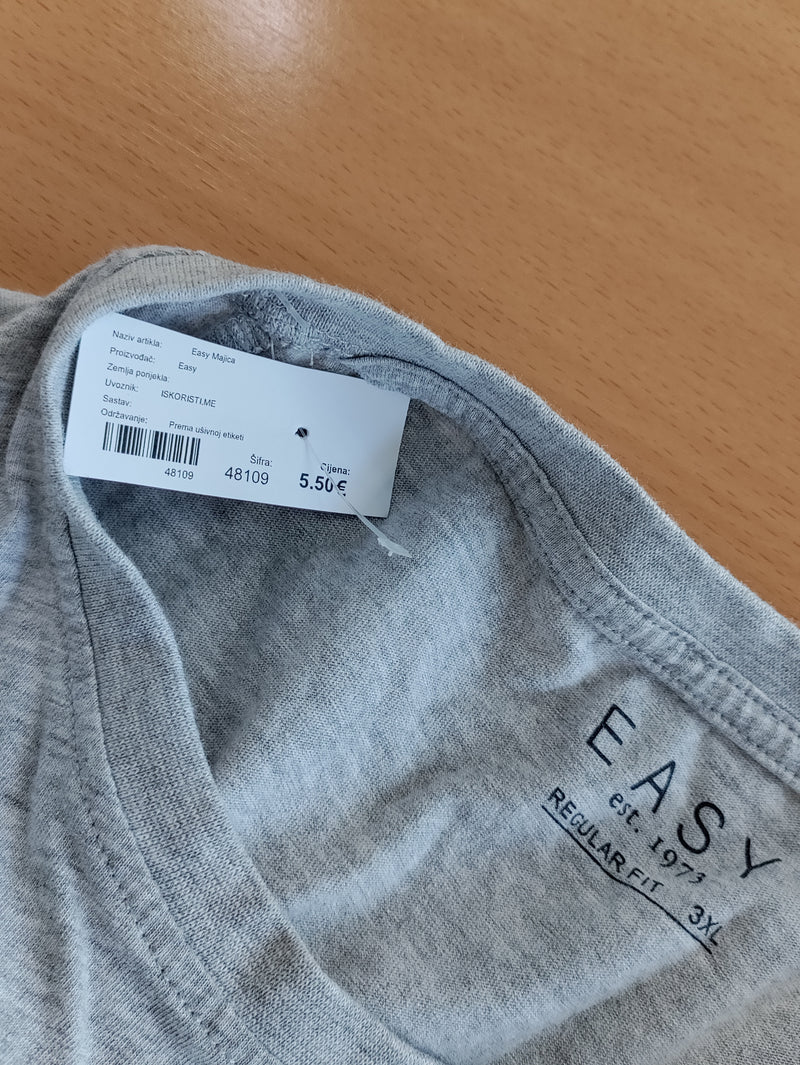 Naziv artikla: Easy Majica
Proizvođač: Easy
Zemlja ponjekla:
Uvoznik: ISKORISTI.ME
Sastav:
Održavanje: Prema ušivnoj etiketi
48109
Šifra:
48109
Cijena:
5.50€
EASY
est. 1973
REGULAR FIT 3XL